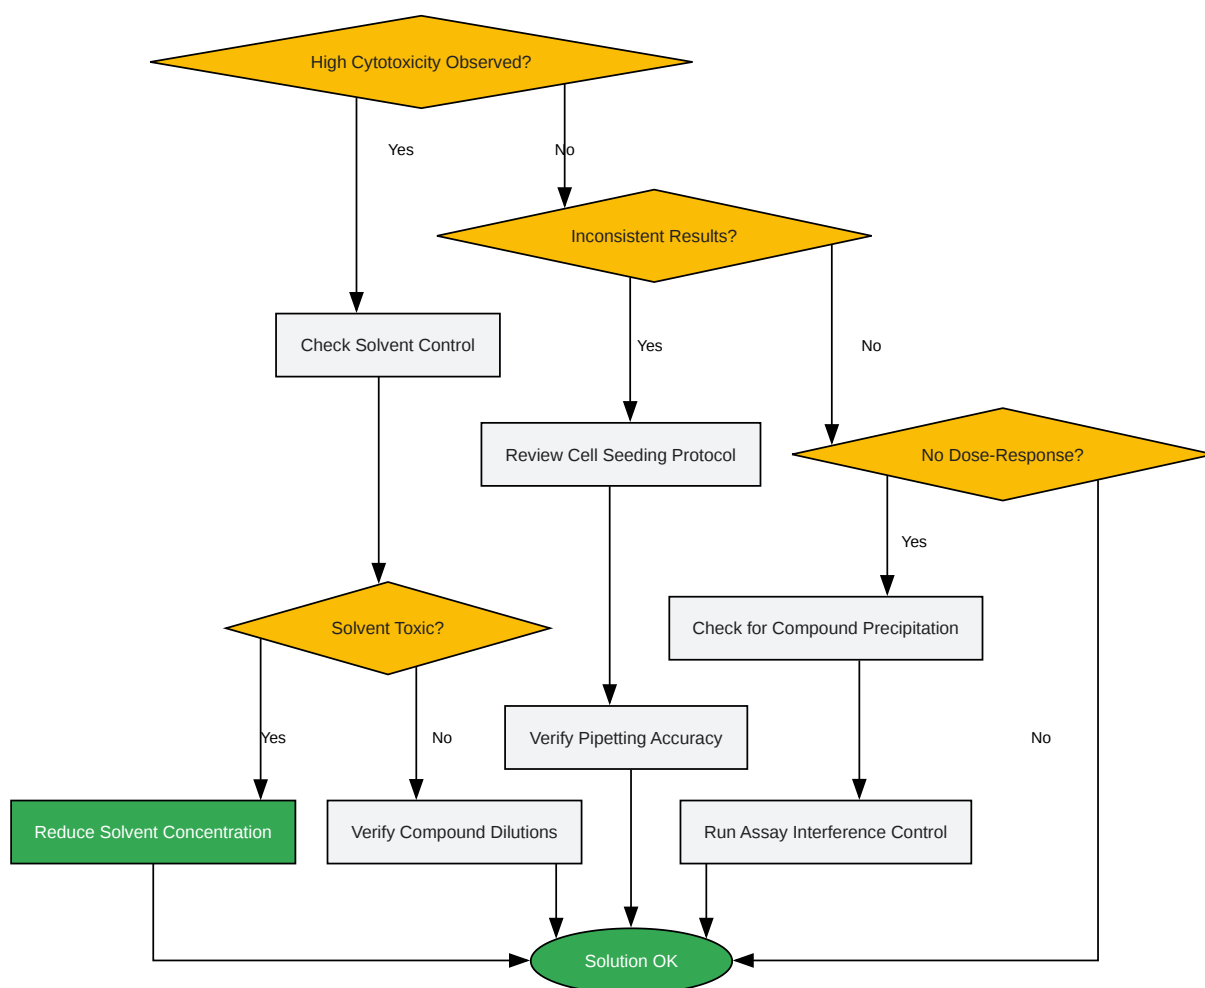 High Cytotoxicity Observed?
Yes
No
Inconsistent Results?
Check Solvent Control
Yes
No
Review Cell Seeding Protocol
No Dose-Response?
Yes
Check for Compound Precipitation
Solvent Toxic?
Yes
No
Verify Pipetting Accuracy
No
Reduce Solvent Concentration
Verify Compound Dilutions
Run Assay Interference Control
Solution OK